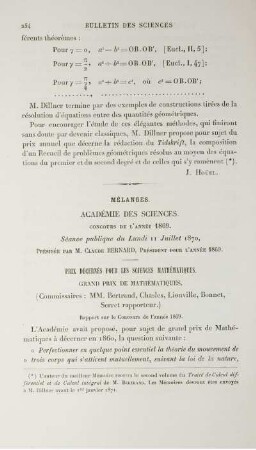 284 BULLETIN DES SCIENCES
férents théorèmes :
Pour γ = 0, a² − b² = OB.OB', [Eucl., II, 5];
Pour γ = π/2, a² − b² = OB.OB', [Eucl., I, 47];
Pour γ = π/4, a⁴ + b⁴ = c⁴, où c² = OB.OB';
M. Dillner termine par des exemples de constructions tirées de la
résolution d'équations entre des quantités géométriques.
Pour encourager l'étude de ces élégantes méthodes, qui finiront
sans doute par devenir classiques, M. Dillner propose pour sujet du
prix annuel que décerne la rédaction du Tidskrift, la composition
d'un Recueil de problèmes géométriques résolus au moyen des équa-
tions du premier et du second degré et de celles qui s'y ramènent (*).
J. HOÜEL.
MÉLANGES.
ACADÉMIE DES SCIENCES.
CONCOURS DE L'ANNÉE 1869.
Séance publique du Lundi 11 Juillet 1870,
PRÉSIDÉE PAR M. CLAUDE BERNARD, PRÉSIDENT POUR L'ANNÉE 1869.
PRIX DÉCERNÉS POUR LES SCIENCES MATHÉMATIQUES.
GRAND PRIX DE MATHÉMATIQUES.
(Commissaires : MM. Bertrand, Chasles, Liouville, Bonnet,
Serret rapporteur.)
Rapport sur le Concours de l'année 1869.
L'Académie avait proposé, pour sujet de grand prix de Mathé-
matiques à décerner en 1860, la question suivante :
« Perfectionner en quelque point essentiel la théorie du mouvement de
» trois corps qui s'attirent mutuellement, suivant la loi de la nature,
(*) L'auteur du meilleur Mémoire recevra le second volume du Traité de Calcul dif-
férentiel et de Calcul intégral de M. BERTRAND. Les Mémoires devront être envoyés
à M. Dillner avant le 1er janvier 1871.